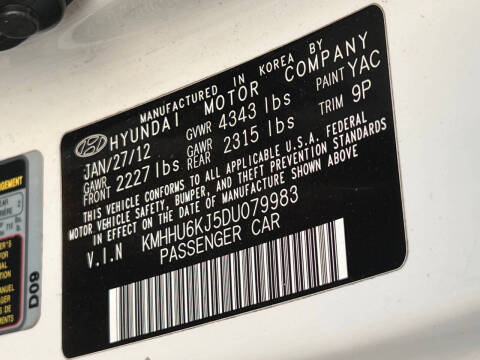 MANUFACTURED IN KOREA BY
HYUNDAI MOTOR COMPANY
JAN/27/12 GVWR 4343 lbs PAINT YAC
GAWR FRONT 2227 lbs GAWR REAR 2315 lbs TRIM 9P
THIS VEHICLE CONFORMS TO ALL APPLICABLE U.S.A. FEDERAL
MOTOR VEHICLE SAFETY, BUMPER, AND THEFT PREVENTION STANDARDS
IN EFFECT ON THE DATE OF MANUFACTURE SHOWN ABOVE
V.I.N KMHHU6KJ5DU079983
PASSENGER CAR
D09